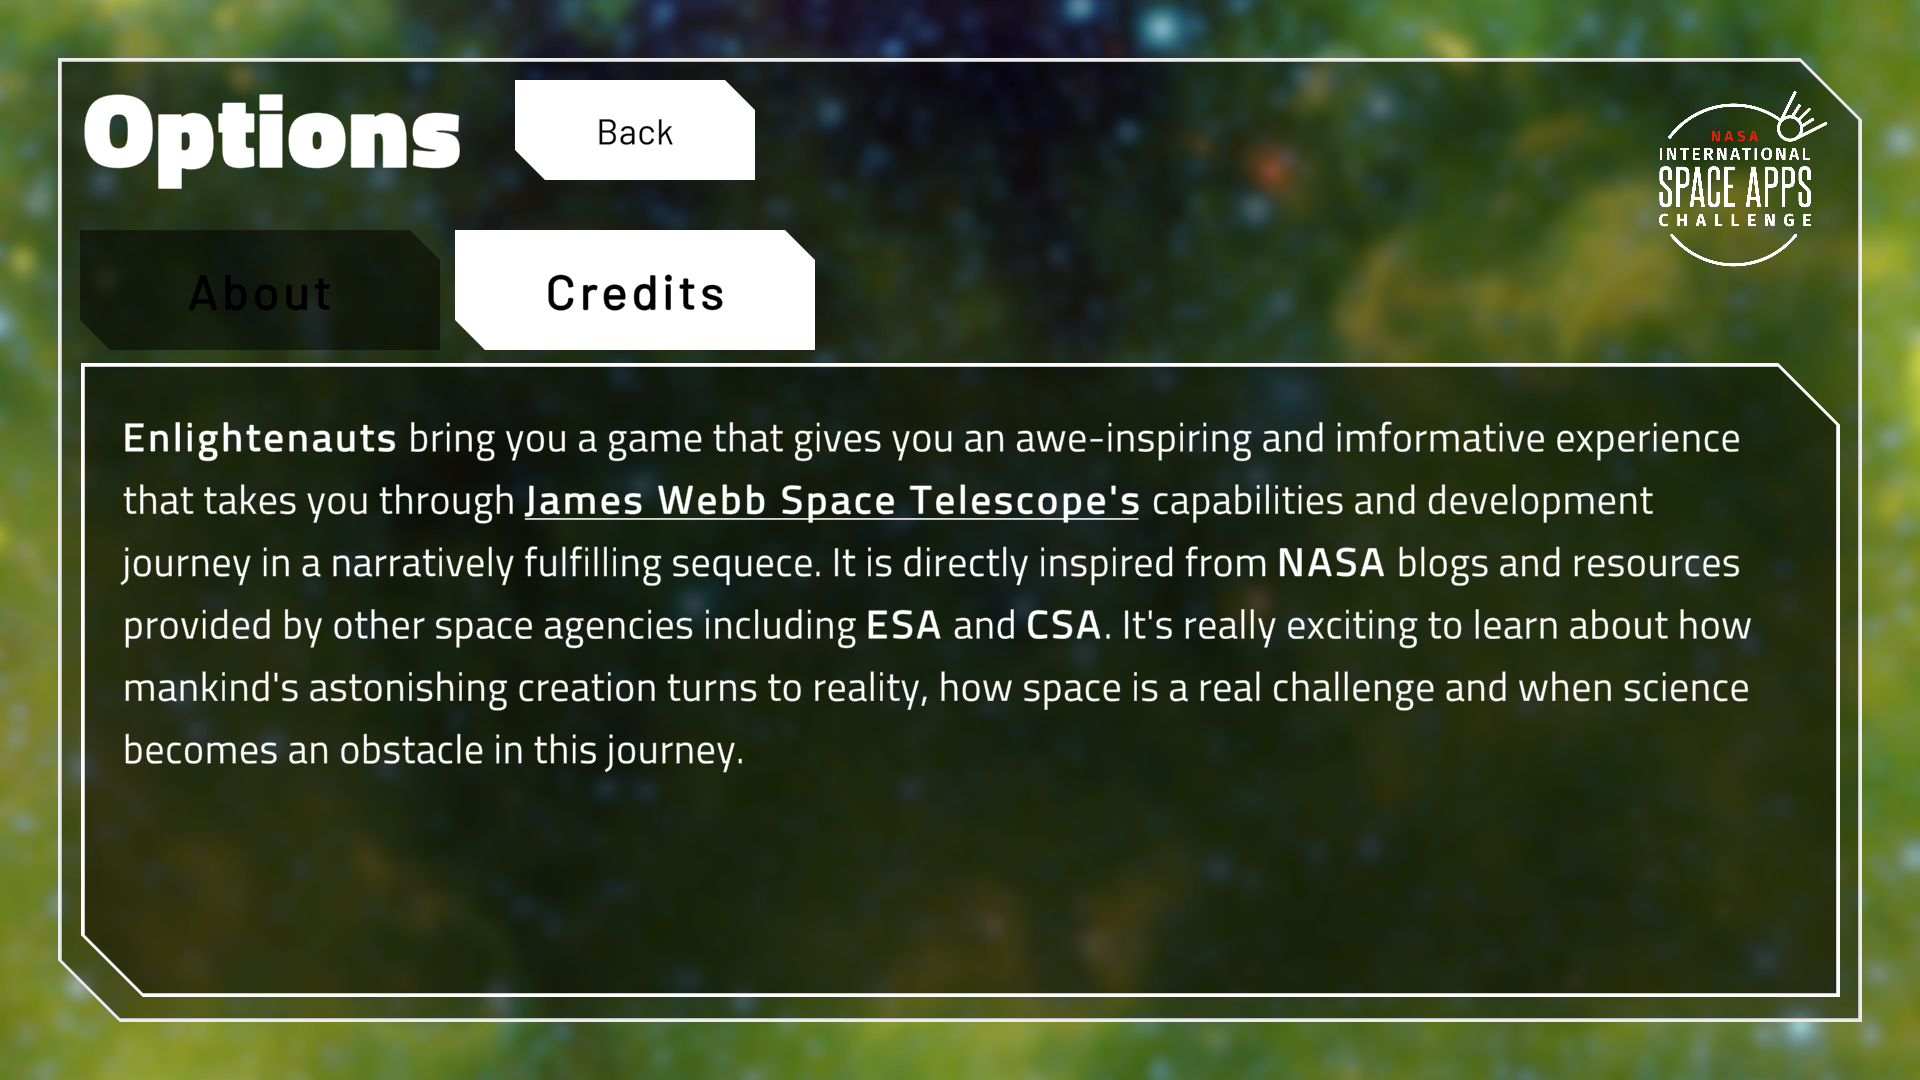 Options
Back
NASA
INTERNATIONAL
SPACE APPS
CHALLENGE
About
Credits
Enlightenauts bring you a game that gives you an awe-inspiring and imformative experience
that takes you through James Webb Space Telescope's capabilities and development
journey in a narratively fulfilling sequece. It is directly inspired from NASA blogs and resources
provided by other space agencies including ESA and CSA. It's really exciting to learn about how
mankind's astonishing creation turns to reality, how space is a real challenge and when science
becomes an obstacle in this journey.